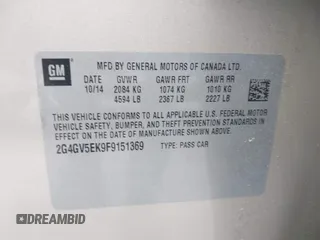 GM
MFD.BY GENERAL MOTORS OF CANADA LTD.
10/14 GVWR GAWR FRT GAWR RR
2084 KG 1074 KG 1010 KG
4594 LB 2367 LB 2227 LB
THIS VEHICLE CONFORMS TO ALL APPLICABLE U.S. FEDERAL MOTOR
VEHICLE SAFETY, BUMPER, AND THEFT PREVENTION STANDARDS
IN EFFECT ON THE DATE OF MANUFACTURE SHOWN ABOVE.
2G4GV5EK9F9151369 TYPE: PASS CAR
DREAMBID